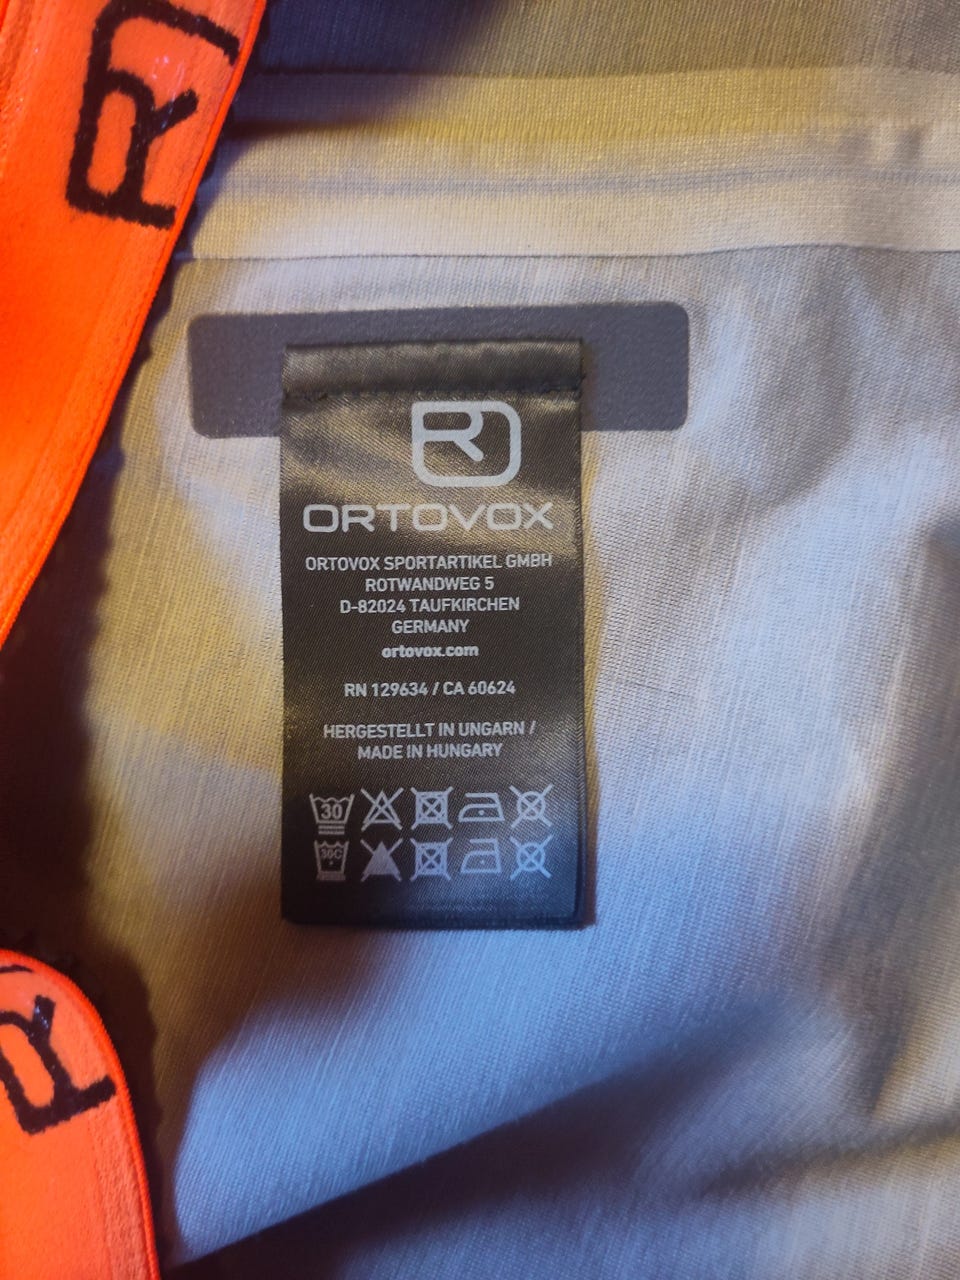 ORTOVOX
ORTOVOX SPORTARTIKEL GMBH
ROTWANDWEG 5
D-82024 TAUFKIRCHEN
GERMANY
ortovox.com
RN 129634 / CA 60624
HERGESTELLT IN UNGARN /
MADE IN HUNGARY
30
30C